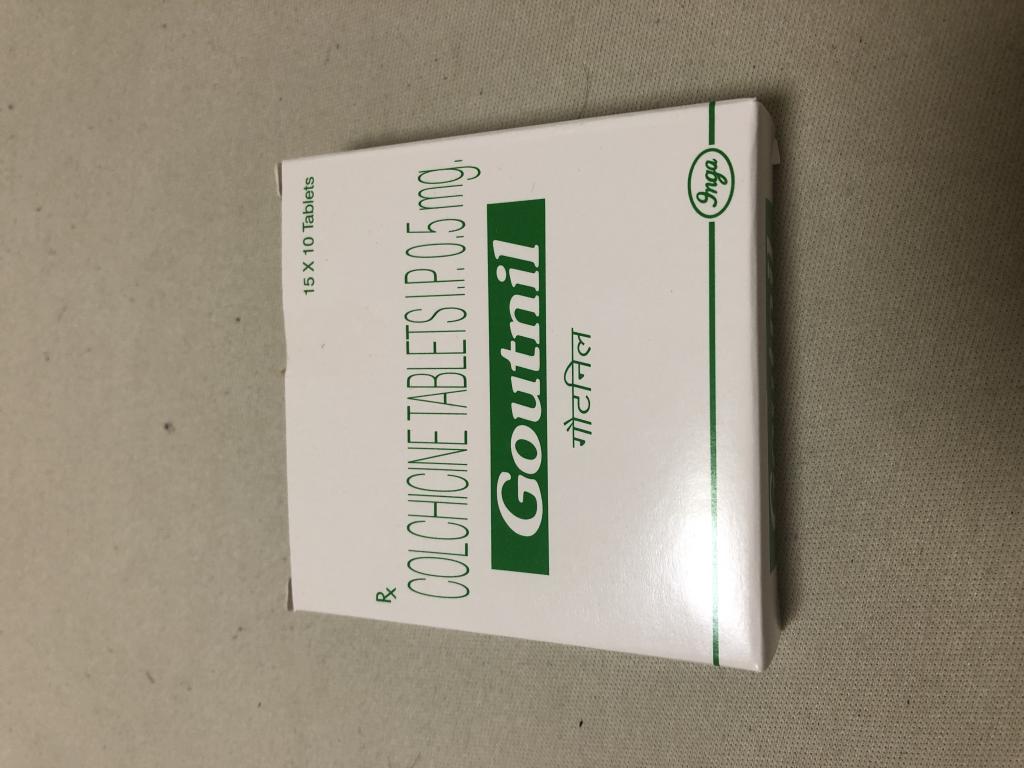 15 X 10 Tablets
Rx
COLCHICINE TABLETS I.P. 0.5 mg.
Goutnil
गौटनिल
Inga